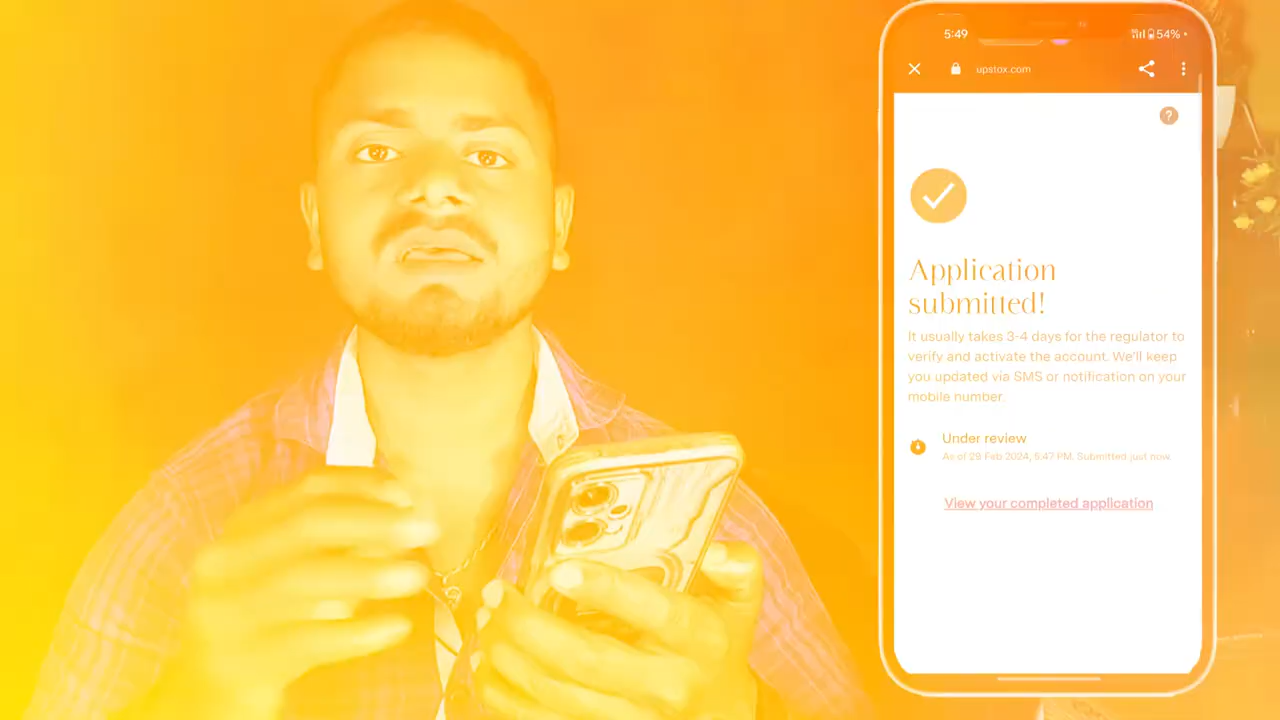 5:49
54%
upstox.com
?
Application
submitted!
It usually takes 3-4 days for the regulator to
verify and activate the account. We'll keep
you updated via SMS or notification on your
mobile number.
Under review
As of 29 Feb 2024, 5:47 PM. Submitted just now
View your completed application